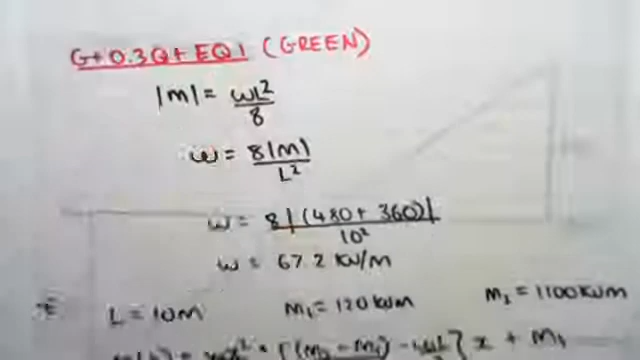 G+0.3Q+EQ1 (GREEN)
|M| = wL²/8
w = 8|M|/L²
w = 8|(480+360)|/10²
w = 67.2 kN/m
L = 10m M₁ = 120 kNm M₂ = 1100 kNm
x + M₁